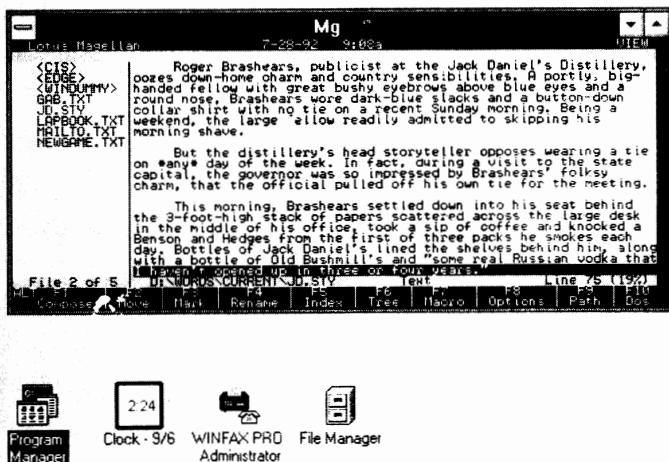 Mg
Lotus Magellan 7-28-92 9:08a VIEW
<CIS>
<EDGE>
<WINDUMMY>
GAB.TXT
JD.STY
LAPBOOK.TXT
MAILTO.TXT
NEWGAME.TXT
Roger Brashears, publicist at the Jack Daniel's Distillery,
oozes down-home charm and country sensibilities. A portly, big-
handed fellow with great bushy eyebrows above blue eyes and a
round nose, Brashears wore dark-blue slacks and a button-down
collar shirt with no tie on a recent Sunday morning. Being a
weekend, the large fellow readily admitted to skipping his
morning shave.
But the distillery's head storyteller opposes wearing a tie
on *any* day of the week. In fact, during a visit to the state
capital, the governor was so impressed by Brashears' folksy
charm, that the official pulled off his own tie for the meeting.
This morning, Brashears settled down into his seat behind
the 3-foot-high stack of papers scattered across the large desk
in the middle of his office, took a sip of coffee and knocked a
Benson and Hedges from the first of three packs he smokes each
day. Bottles of Jack Daniel's lined the shelves behind him, along
with a bottle of Old Bushmill's and "some real Russian vodka that
I haven't opened up in three or four years."
File 2 of 5 D:\WORDS\CURRENT\JD.STY Text Line 75 (19%)
F3 F4 F5 F6 F7 F8 F9 F10
Compose Move Mark Rename Index Tree Macro Options Path Dos
2:24
Program Manager
Clock - 9/6
WINFAX PRO Administrator
File Manager